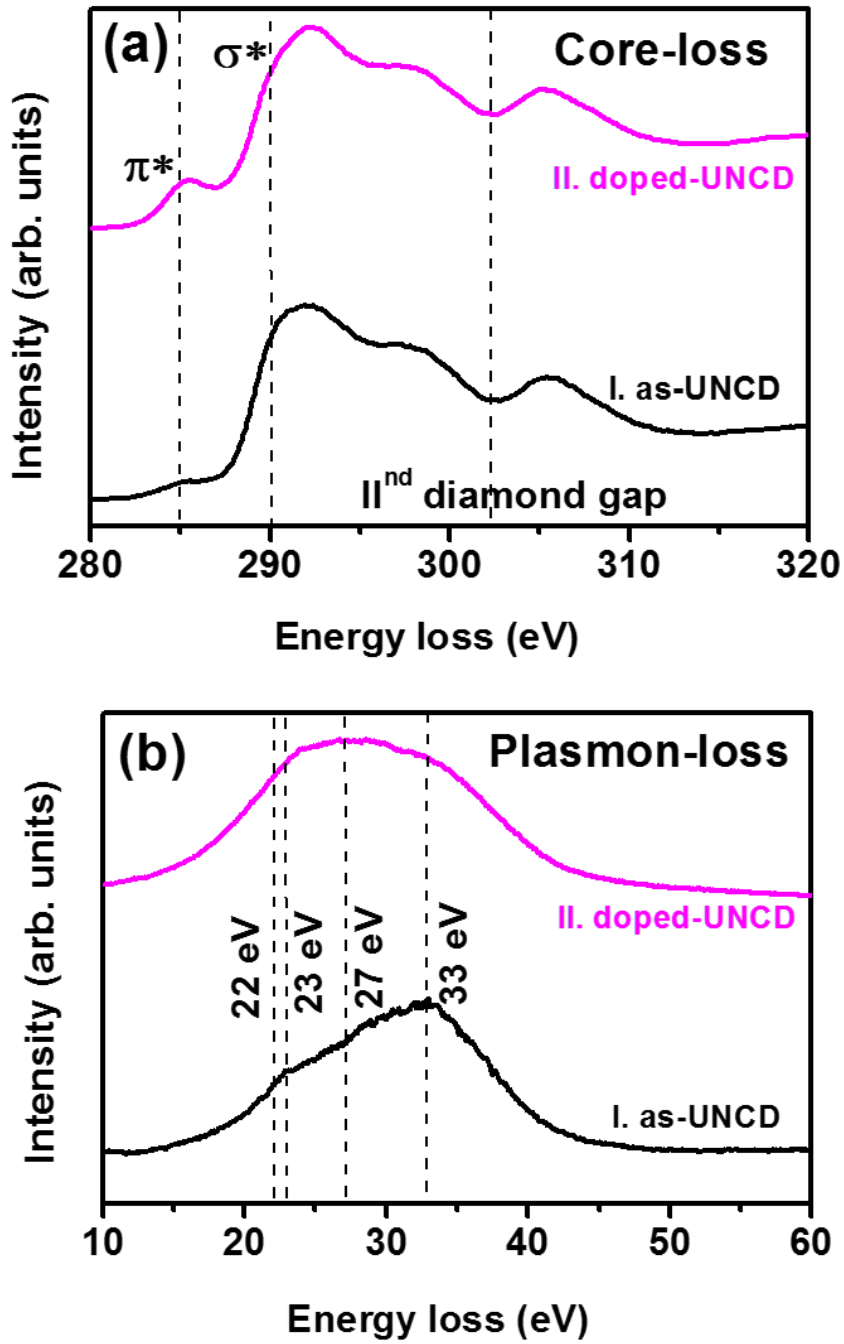 (a)
σ*
Core-loss
π*
II. doped-UNCD
I. as-UNCD
IInd diamond gap
Intensity (arb. units)
280 290 300 310 320
Energy loss (eV)
(b)
Plasmon-loss
II. doped-UNCD
22 eV
23 eV
27 eV
33 eV
I. as-UNCD
Intensity (arb. units)
10 20 30 40 50 60
Energy loss (eV)